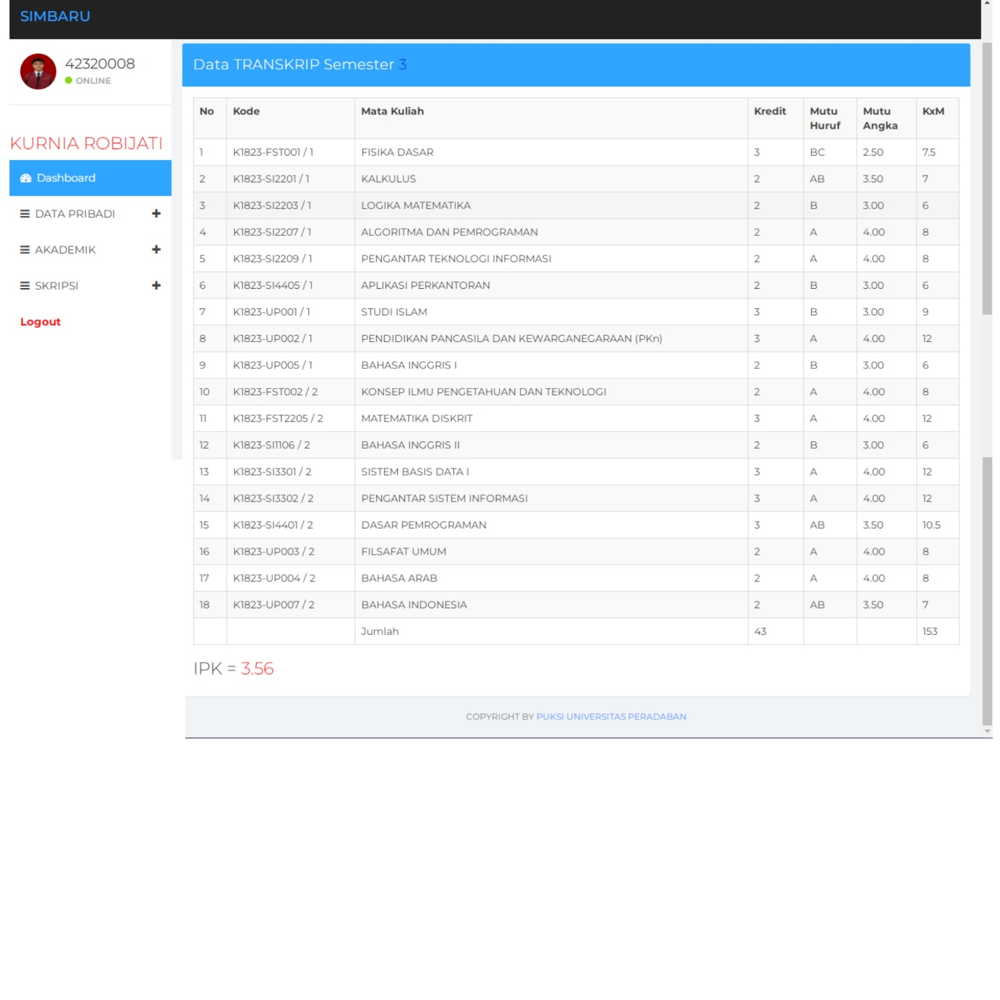 SIMBARU
42320008
ONLINE
KURNIA ROBIJATI
Dashboard
DATA PRIBADI
AKADEMIK
SKRIPSI
Logout
Data TRANSKRIP Semester 3
No Kode Mata Kuliah Kredit Mutu Huruf Mutu Angka KxM
1 K1823-FST001 / 1 FISIKA DASAR 3 BC 2.50 7.5
2 K1823-SI2201 / 1 KALKULUS 2 AB 3.50 7
3 K1823-SI2203 / 1 LOGIKA MATEMATIKA 2 B 3.00 6
4 K1823-SI2207 / 1 ALGORITMA DAN PEMROGRAMAN 2 A 4.00 8
5 K1823-SI2209 / 1 PENGANTAR TEKNOLOGI INFORMASI 2 A 4.00 8
6 K1823-SI4405 / 1 APLIKASI PERKANTORAN 2 B 3.00 6
7 K1823-UP001 / 1 STUDI ISLAM 3 B 3.00 9
8 K1823-UP002 / 1 PENDIDIKAN PANCASILA DAN KEWARGANEGARAAN (PKn) 3 A 4.00 12
9 K1823-UP005 / 1 BAHASA INGGRIS I 2 B 3.00 6
10 K1823-FST002 / 2 KONSEP ILMU PENGETAHUAN DAN TEKNOLOGI 2 A 4.00 8
11 K1823-FST2205 / 2 MATEMATIKA DISKRIT 3 A 4.00 12
12 K1823-SI1106 / 2 BAHASA INGGRIS II 2 B 3.00 6
13 K1823-SI3301 / 2 SISTEM BASIS DATA I 3 A 4.00 12
14 K1823-SI3302 / 2 PENGANTAR SISTEM INFORMASI 3 A 4.00 12
15 K1823-SI4401 / 2 DASAR PEMROGRAMAN 3 AB 3.50 10.5
16 K1823-UP003 / 2 FILSAFAT UMUM 2 A 4.00 8
17 K1823-UP004 / 2 BAHASA ARAB 2 A 4.00 8
18 K1823-UP007 / 2 BAHASA INDONESIA 2 AB 3.50 7
Jumlah 43 153
IPK = 3.56
COPYRIGHT BY PUKSI UNIVERSITAS PERADABAN